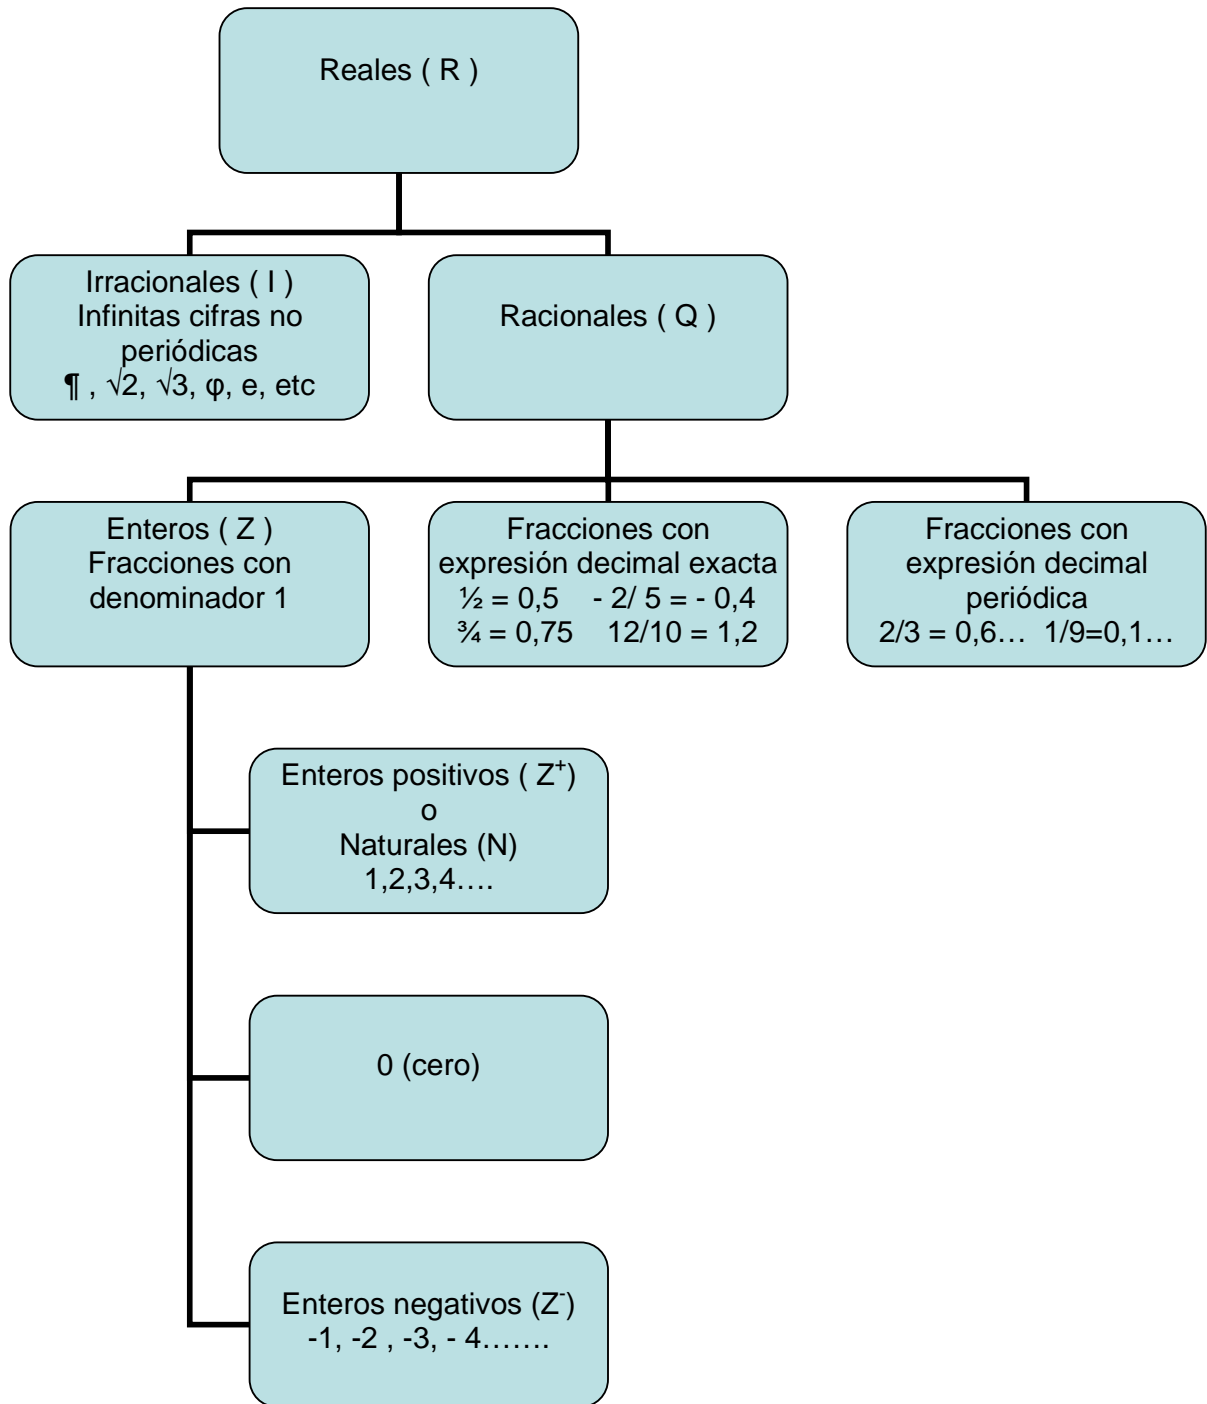 Reales ( R )
Irracionales ( I )
Infinitas cifras no
periódicas
¶ , √2, √3, φ, e, etc
Racionales ( Q )
Enteros ( Z )
Fracciones con
denominador 1
Fracciones con
expresión decimal exacta
½ = 0,5 - 2/ 5 = - 0,4
¾ = 0,75 12/10 = 1,2
Fracciones con
expresión decimal
periódica
2/3 = 0,6… 1/9=0,1…
Enteros positivos ( Z⁺)
o
Naturales (N)
1,2,3,4….
0 (cero)
Enteros negativos (Z⁻)
-1, -2 , -3, - 4…….